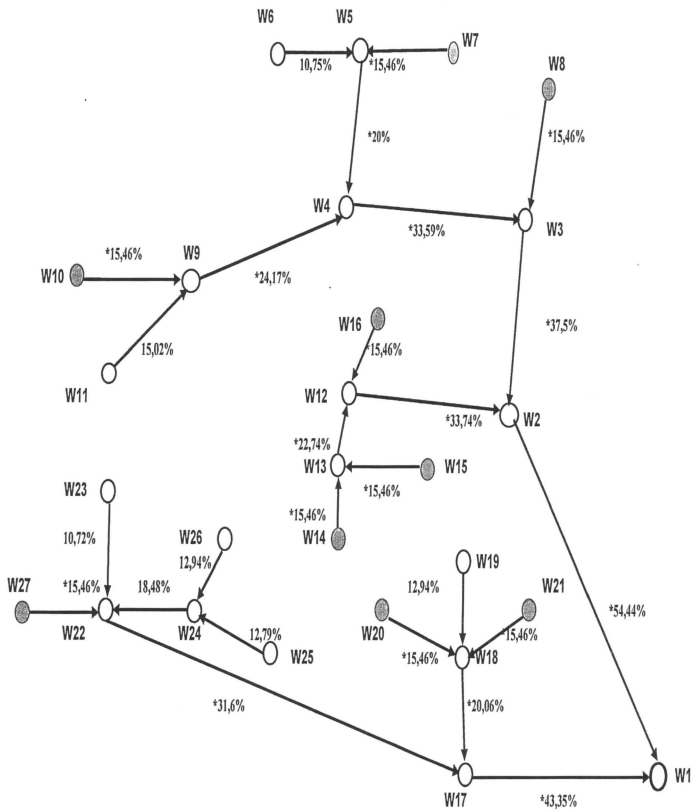 W6
W5
W7
10,75%
*15,46%
W8
*15,46%
*20%
W4
*33,59%
W3
*15,46%
W9
W10
*24,17%
15,02%
W11
*37,5%
W16
*15,46%
W12
*33,74%
W2
*22,74%
W13
W15
*15,46%
*15,46%
W14
W23
10,72%
W26
12,94%
W27
*15,46%
18,48%
W22
W24
12,79%
W25
W19
12,94%
W21
W20
*15,46%
*15,46%
W18
*54,44%
*31,6%
*20,06%
W17
*43,35%
W1